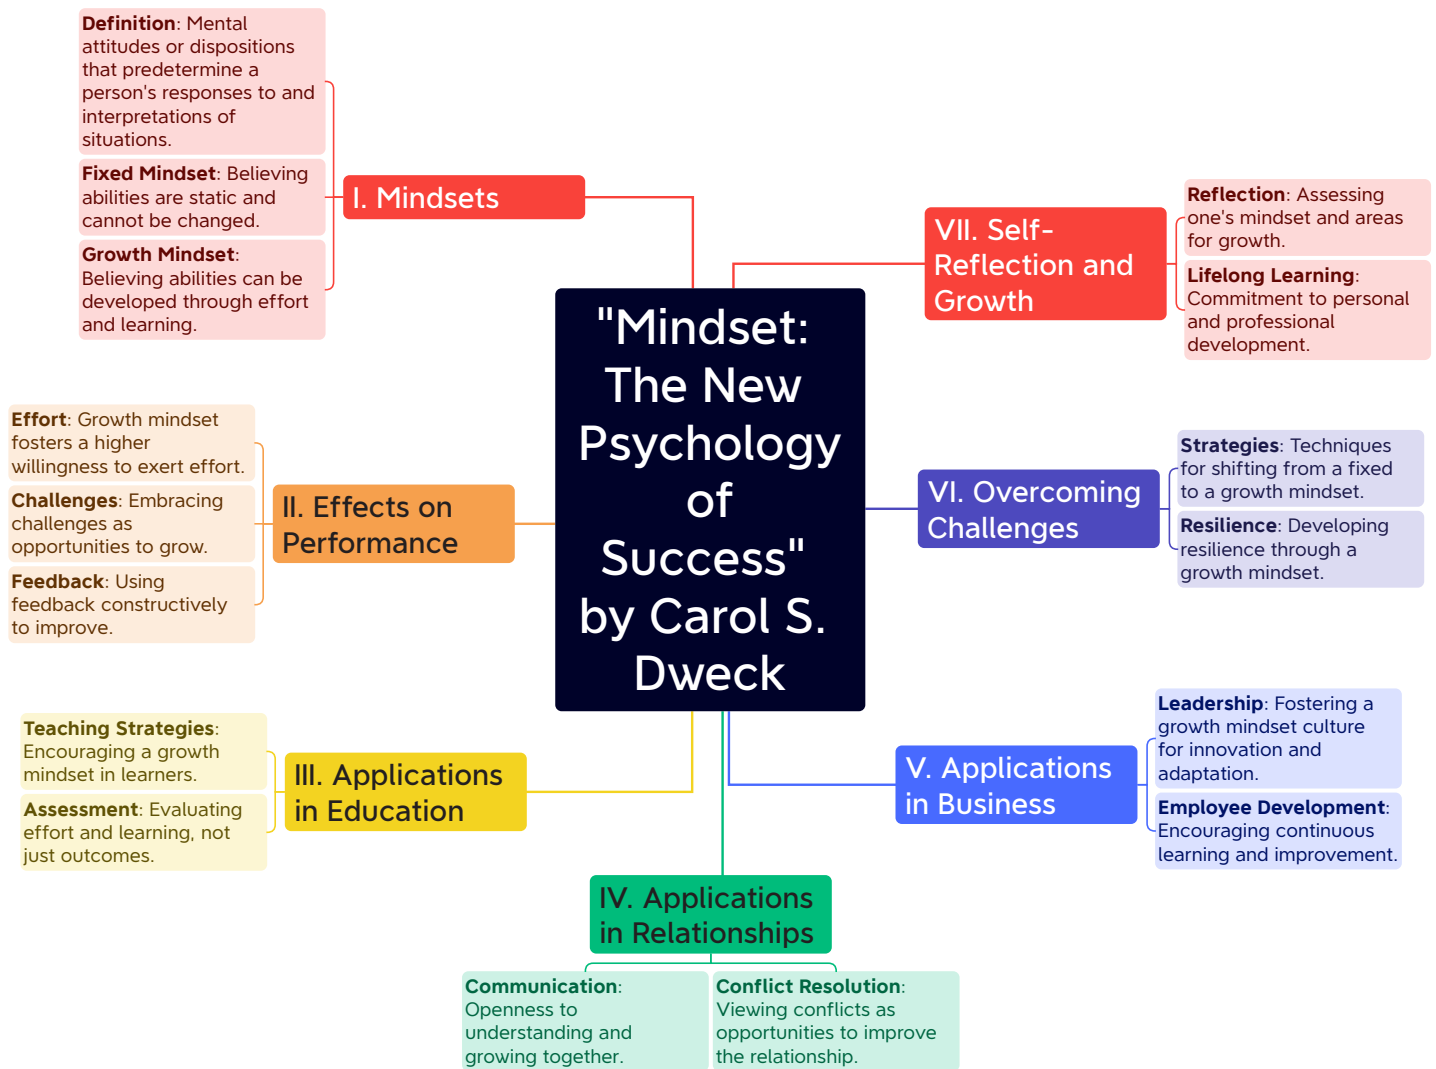 "Mindset:
The New
Psychology
of
Success"
by Carol S.
Dweck
I. Mindsets
Definition: Mental
attitudes or dispositions
that predetermine a
person's responses to and
interpretations of
situations.
Fixed Mindset: Believing
abilities are static and
cannot be changed.
Growth Mindset:
Believing abilities can be
developed through effort
and learning.
II. Effects on
Performance
Effort: Growth mindset
fosters a higher
willingness to exert effort.
Challenges: Embracing
challenges as
opportunities to grow.
Feedback: Using
feedback constructively
to improve.
III. Applications
in Education
Teaching Strategies:
Encouraging a growth
mindset in learners.
Assessment: Evaluating
effort and learning, not
just outcomes.
IV. Applications
in Relationships
Communication:
Openness to
understanding and
growing together.
Conflict Resolution:
Viewing conflicts as
opportunities to improve
the relationship.
V. Applications
in Business
Leadership: Fostering a
growth mindset culture
for innovation and
adaptation.
Employee Development:
Encouraging continuous
learning and improvement.
VI. Overcoming
Challenges
Strategies: Techniques
for shifting from a fixed
to a growth mindset.
Resilience: Developing
resilience through a
growth mindset.
VII. Self-
Reflection and
Growth
Reflection: Assessing
one's mindset and areas
for growth.
Lifelong Learning:
Commitment to personal
and professional
development.